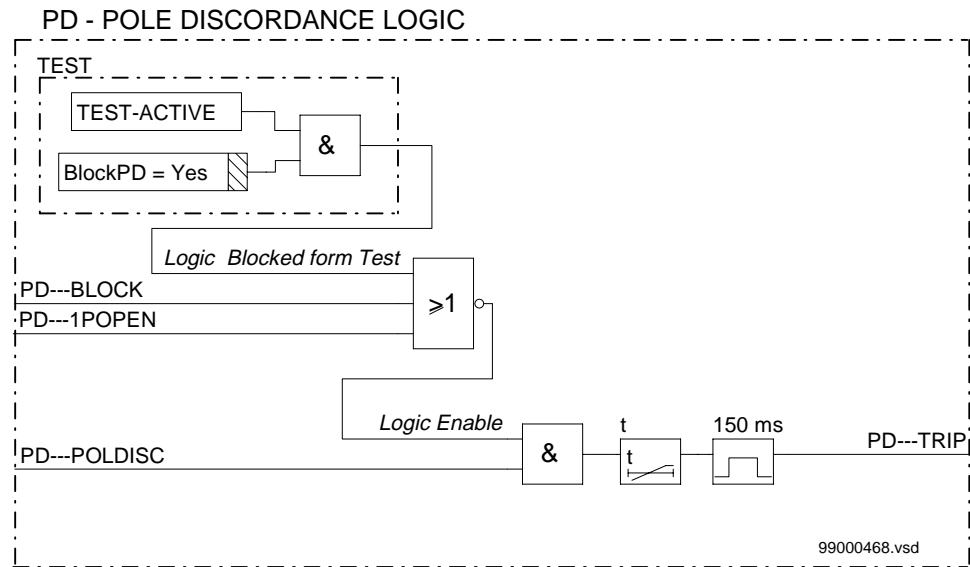 PD - POLE DISCORDANCE LOGIC
TEST
TEST-ACTIVE
&
BlockPD = Yes
Logic Blocked form Test
PD---BLOCK
≥1
PD---1POPEN
Logic Enable
t
150 ms
PD---TRIP
PD---POLDISC
&
t
99000468.vsd